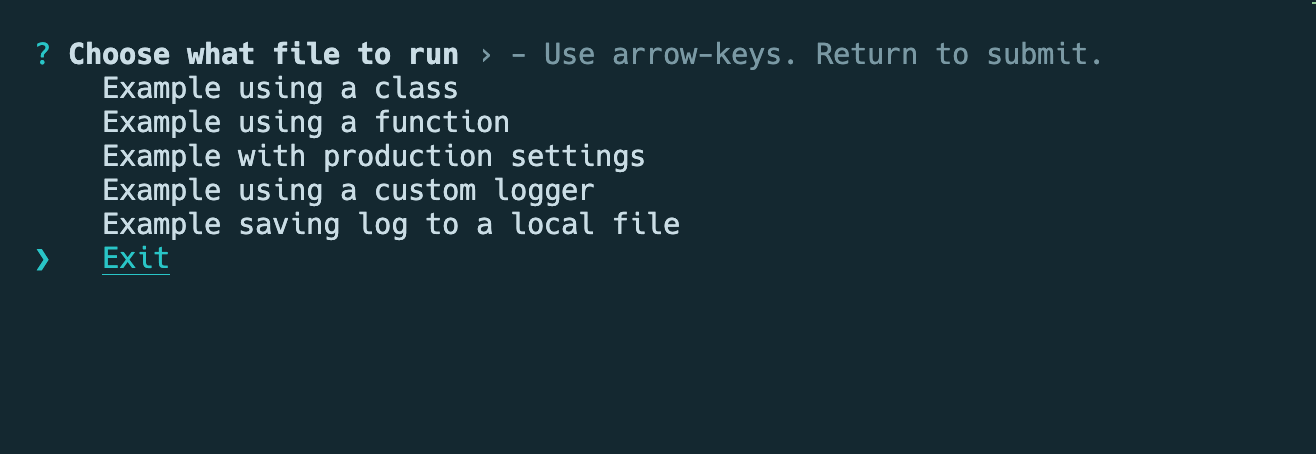 ? Choose what file to run › - Use arrow-keys. Return to submit.
Example using a class
Example using a function
Example with production settings
Example using a custom logger
Example saving log to a local file
❯ Exit